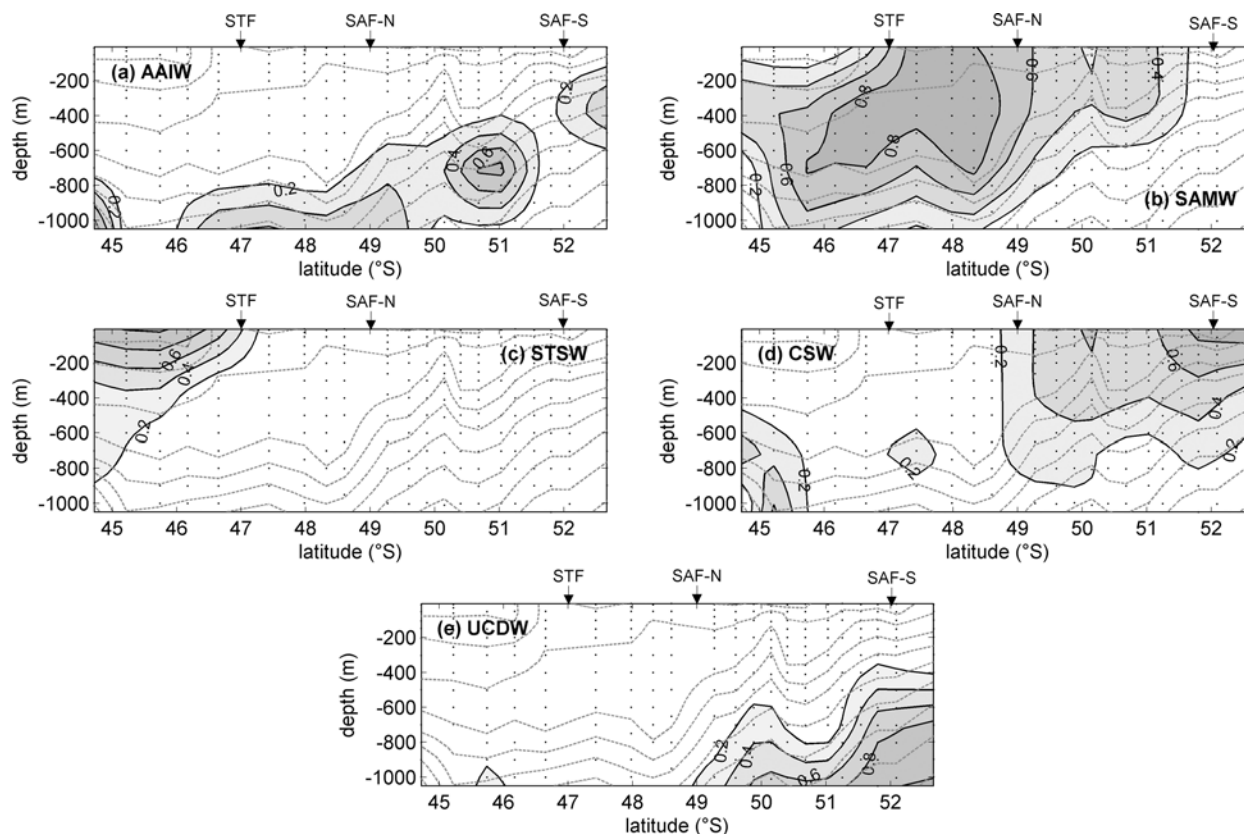 STF SAF-N SAF-S
(a) AAIW
depth (m)
-200
-400
-600
-800
-1000
0.2
0.2
0.4
0.6
0.2
45 46 47 48 49 50 51 52
latitude (°S)
STF SAF-N SAF-S
(b) SAMW
depth (m)
-200
-400
-600
-800
-1000
0.2
0.6
0.8
0.8
0.6
0.4
45 46 47 48 49 50 51 52
latitude (°S)
STF SAF-N SAF-S
(c) STSW
depth (m)
-200
-400
-600
-800
-1000
0.6
0.4
0.2
45 46 47 48 49 50 51 52
latitude (°S)
STF SAF-N SAF-S
(d) CSW
depth (m)
-200
-400
-600
-800
-1000
0.2
0.2
0.2
0.6
0.4
0.2
45 46 47 48 49 50 51 52
latitude (°S)
STF SAF-N SAF-S
(e) UCDW
depth (m)
-200
-400
-600
-800
-1000
0.2
0.4
0.6
0.8
45 46 47 48 49 50 51 52
latitude (°S)